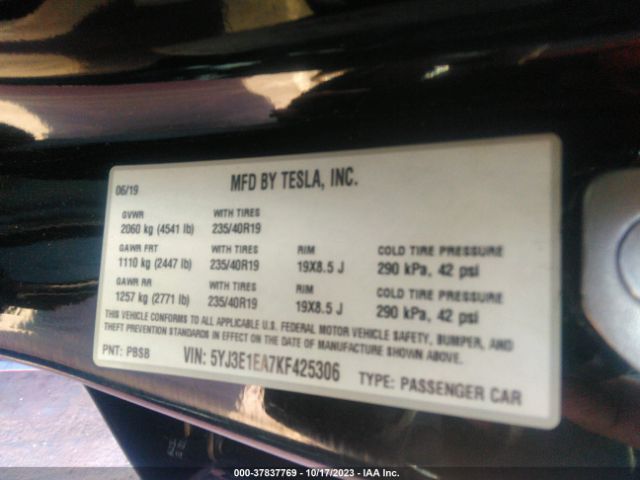 06/19 MFD BY TESLA, INC.
GVWR WITH TIRES
2060 kg (4541 lb) 235/40R19
GAWR FRT WITH TIRES RIM COLD TIRE PRESSURE
1110 kg (2447 lb) 235/40R19 19X8.5 J 290 kPa, 42 psi
GAWR RR WITH TIRES RIM COLD TIRE PRESSURE
1257 kg (2771 lb) 235/40R19 19X8.5 J 290 kPa, 42 psi
THIS VEHICLE CONFORMS TO ALL APPLICABLE U.S. FEDERAL MOTOR VEHICLE SAFETY, BUMPER, AND
THEFT PREVENTION STANDARDS IN EFFECT ON THE DATE OF MANUFACTURE SHOWN ABOVE.
PNT: PBSB VIN: 5YJ3E1EA7KF425306 TYPE: PASSENGER CAR
000-37837769 - 10/17/2023 - IAA Inc.